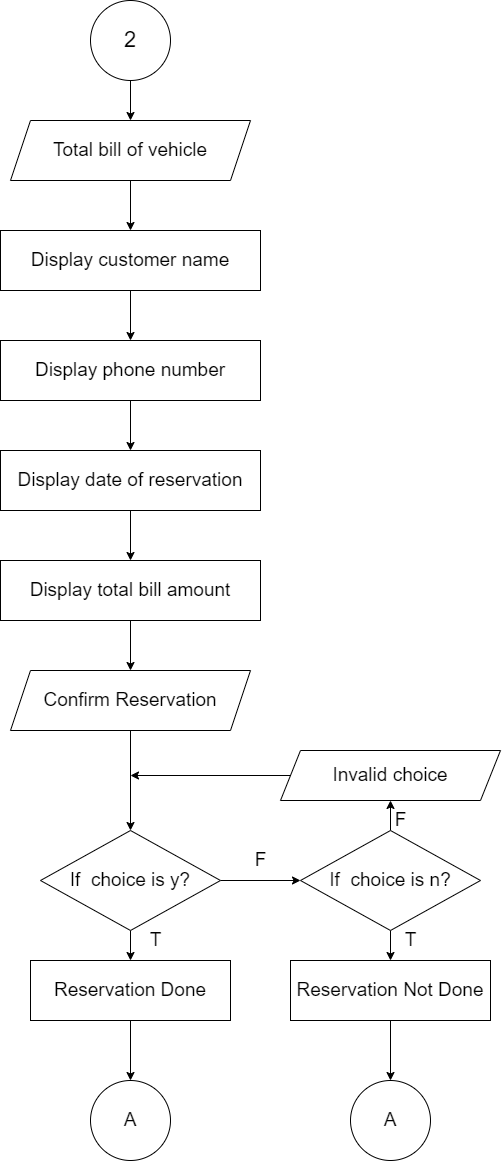 2
Total bill of vehicle
Display customer name
Display phone number
Display date of reservation
Display total bill amount
Confirm Reservation
Invalid choice
F
If choice is y?
F
If choice is n?
T
T
Reservation Done
Reservation Not Done
A
A